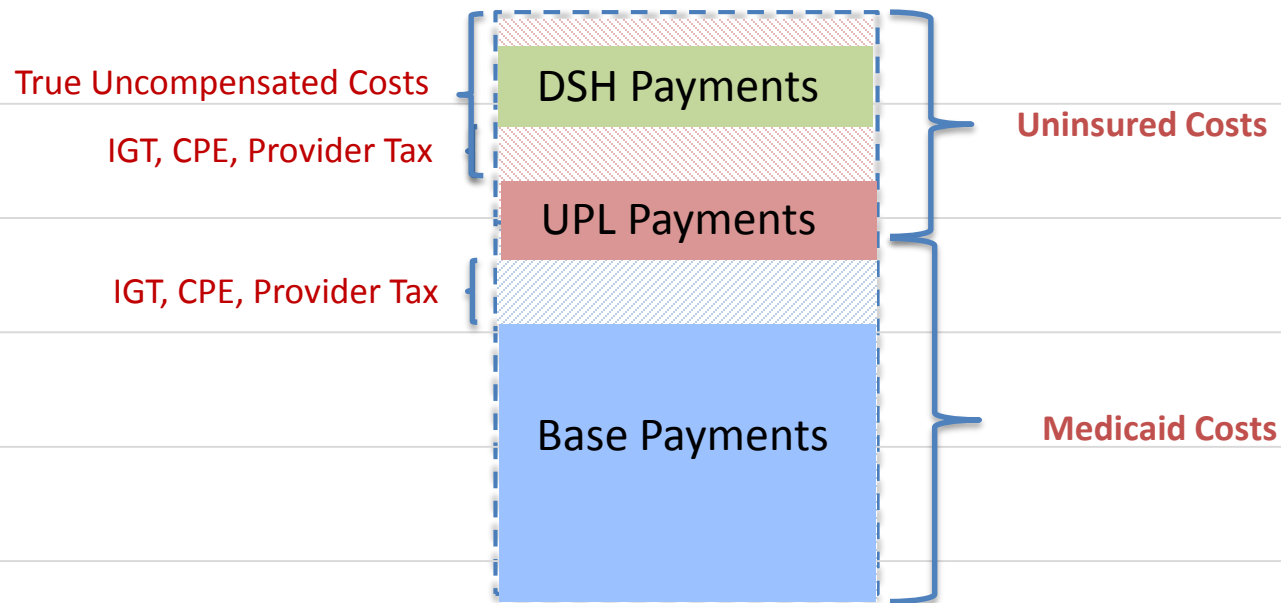 True Uncompensated Costs
DSH Payments
Uninsured Costs
IGT, CPE, Provider Tax
UPL Payments
IGT, CPE, Provider Tax
Base Payments
Medicaid Costs